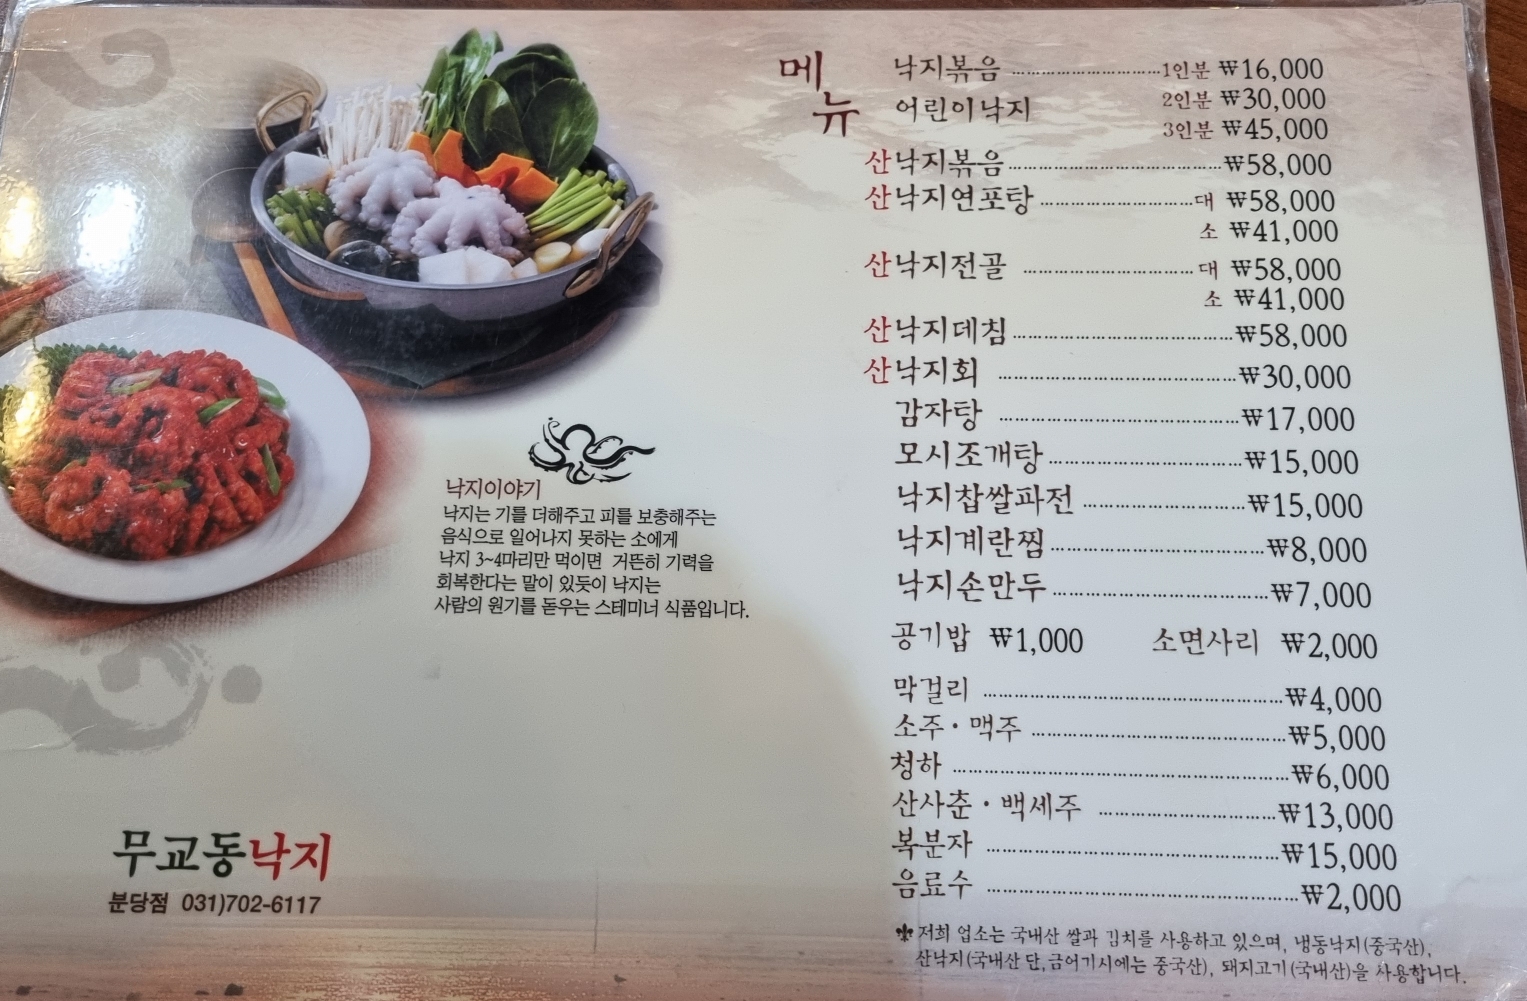 메뉴
낙지볶음 1인분 ₩16,000
어린이낙지 2인분 ₩30,000
3인분 ₩45,000
산낙지볶음 ₩58,000
산낙지연포탕 대 ₩58,000
소 ₩41,000
산낙지전골 대 ₩58,000
소 ₩41,000
산낙지데침 ₩58,000
산낙지회 ₩30,000
감자탕 ₩17,000
모시조개탕 ₩15,000
낙지찹쌀파전 ₩15,000
낙지계란찜 ₩8,000
낙지손만두 ₩7,000
공기밥 ₩1,000 소면사리 ₩2,000
막걸리 ₩4,000
소주·맥주 ₩5,000
청하 ₩6,000
산사춘·백세주 ₩13,000
복분자 ₩15,000
음료수 ₩2,000
저희 업소는 국내산 쌀과 김치를 사용하고 있으며, 냉동낙지(중국산),
산낙지(국내산 단,금어기시에는 중국산), 돼지고기(국내산)을 사용합니다.
낙지이야기
낙지는 기를 더해주고 피를 보충해주는
음식으로 일어나지 못하는 소에게
낙지 3~4마리만 먹이면 거뜬히 기력을
회복한다는 말이 있듯이 낙지는
사람의 원기를 돋우는 스테미너 식품입니다.
무교동낙지
분당점 031)702-6117